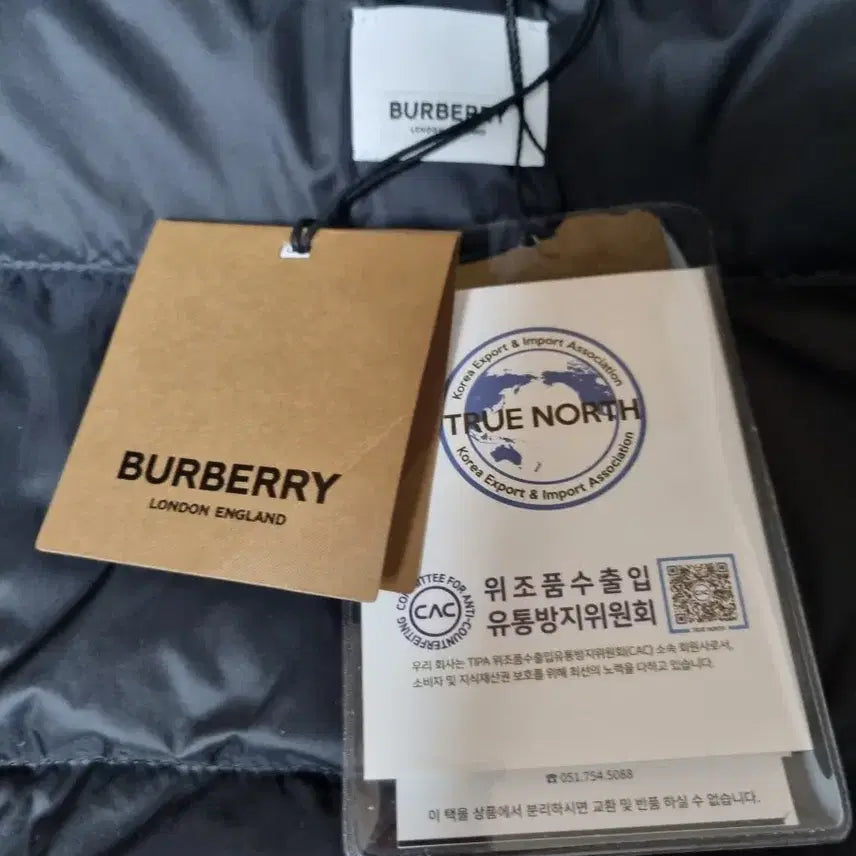 BURBERRY
LONDON ENGLAND
BURBERRY
LONDON ENGLAND
Korea Export & Import Association
TRUE NORTH
Korea Export & Import Association
COMMITTEE FOR ANTI-COUNTERFEITING
CAC
위조품수출입
유통방지위원회
TRUE NORTH
우리 회사는 TIPA 위조품수출입유통방지위원회(CAC) 소속 회원사로서,
소비자 및 지식재산권 보호를 위해 최선의 노력을 다하고 있습니다.
☎ 051.754.5088
이 택을 상품에서 분리하시면 교환 및 반품 하실 수 없습니다.